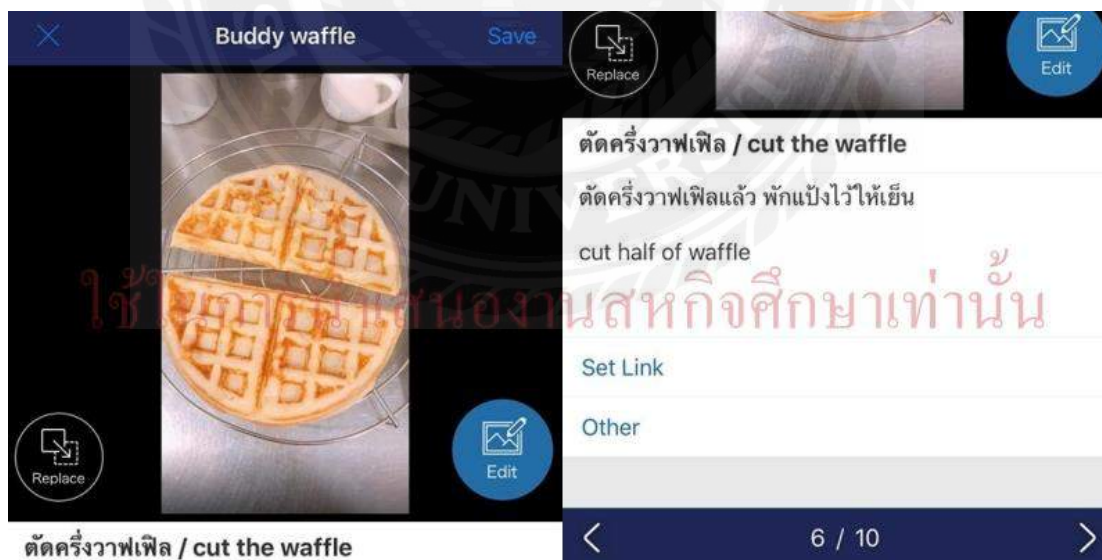 Buddy waffle
Save
Replace
Edit
ตัดครึ่งวาฟเฟิล / cut the waffle
Replace
Edit
ตัดครึ่งวาฟเฟิล / cut the waffle
ตัดครึ่งวาฟเฟิลแล้ว พักแป้งไว้ให้เย็น
cut half of waffle
ใช้ในการนำเสนองานสหกิจศึกษาเท่านั้น
Set Link
Other
6 / 10